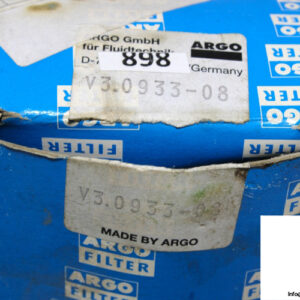 ARGO GmbH
für Fluidtechnik
ARGO
898
Germany
V3.0933-08
ARGO
FILTER
V3.0933-08
MADE BY ARGO
ARGO
FILTER